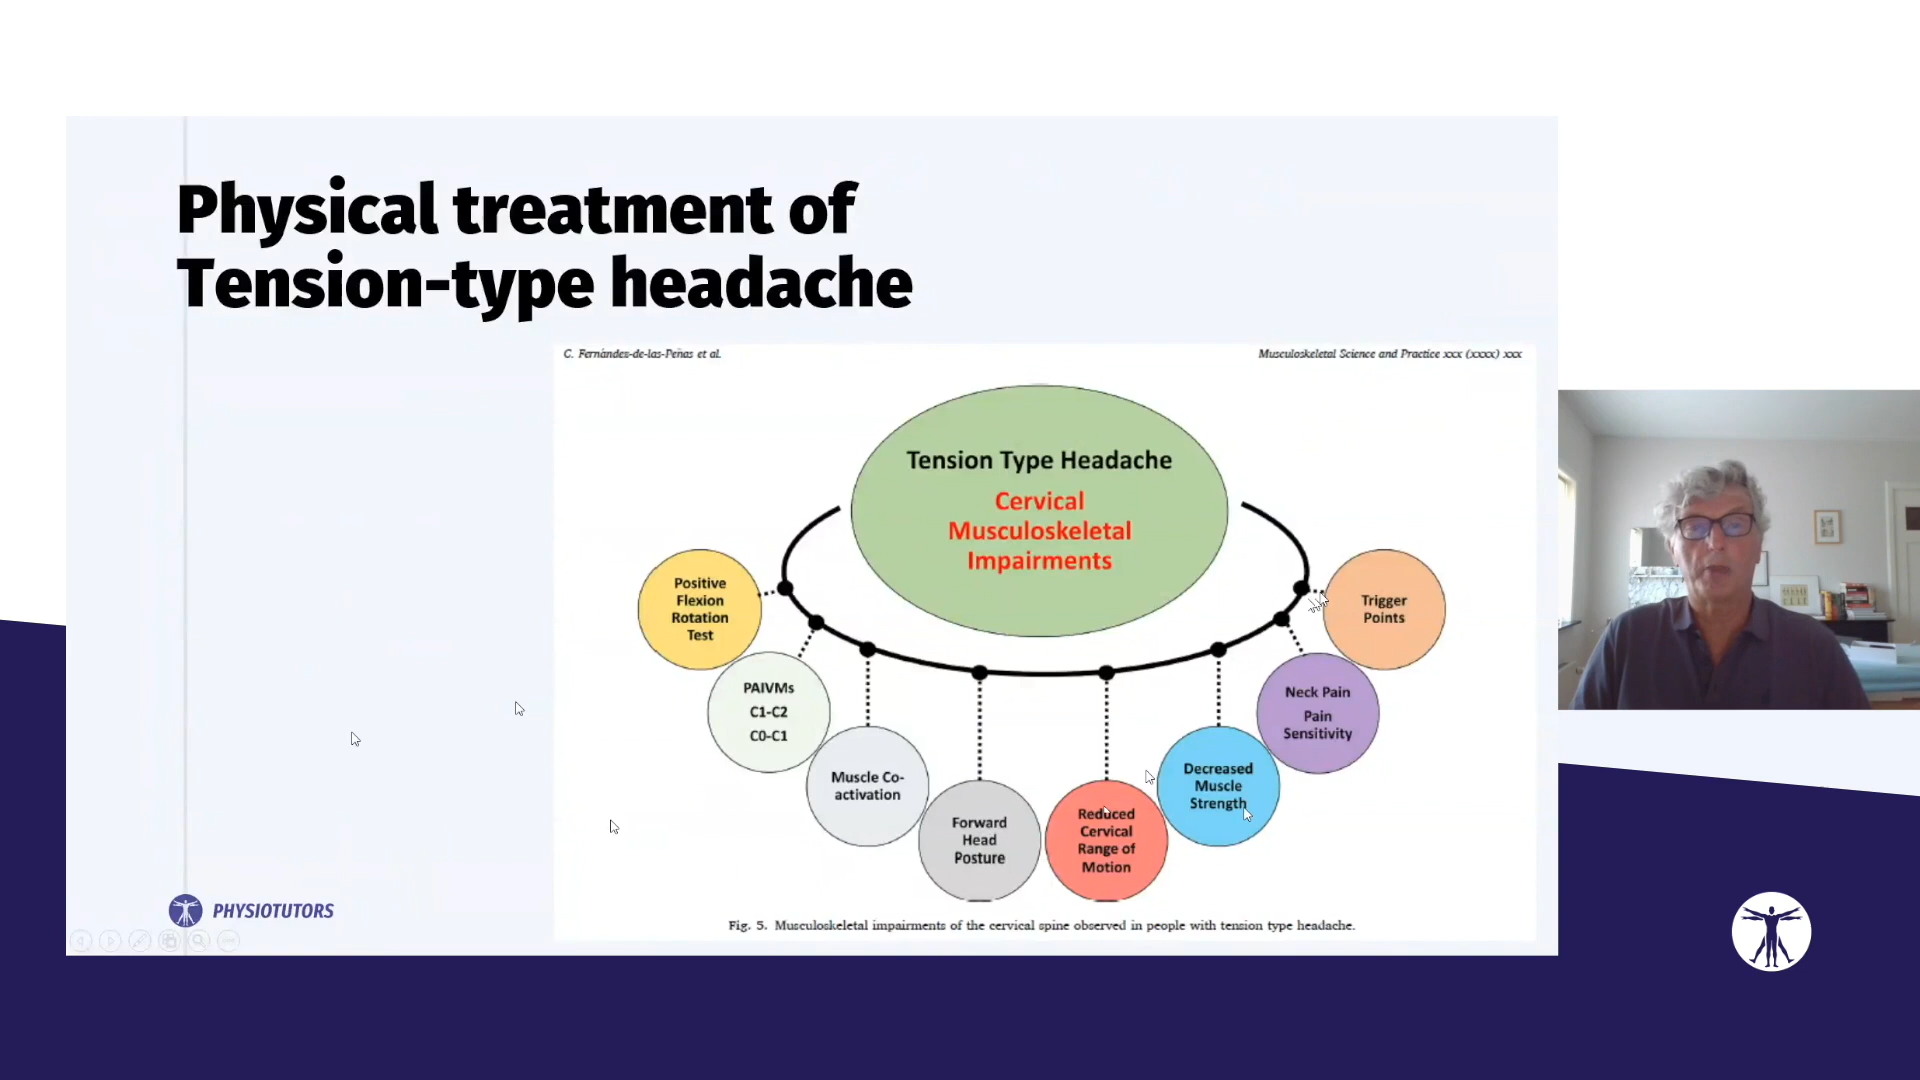 Physical treatment of
Tension-type headache
C. Fernàndes-de-las-Peñas et al.
Musculoskeletal Science and Practice xxx (xxxx) xxx
Tension Type Headache
Cervical
Musculoskeletal
Impairments
Positive
Flexion
Rotation
Test
PAIVMs
C1-C2
C0-C1
Muscle Co-
activation
Forward
Head
Posture
Reduced
Cervical
Range of
Motion
Decreased
Muscle
Strength
Neck Pain
Pain
Sensitivity
Trigger
Points
Fig. 5. Musculoskeletal impairments of the cervical spine observed in people with tension type headache.
PHYSIOTUTORS